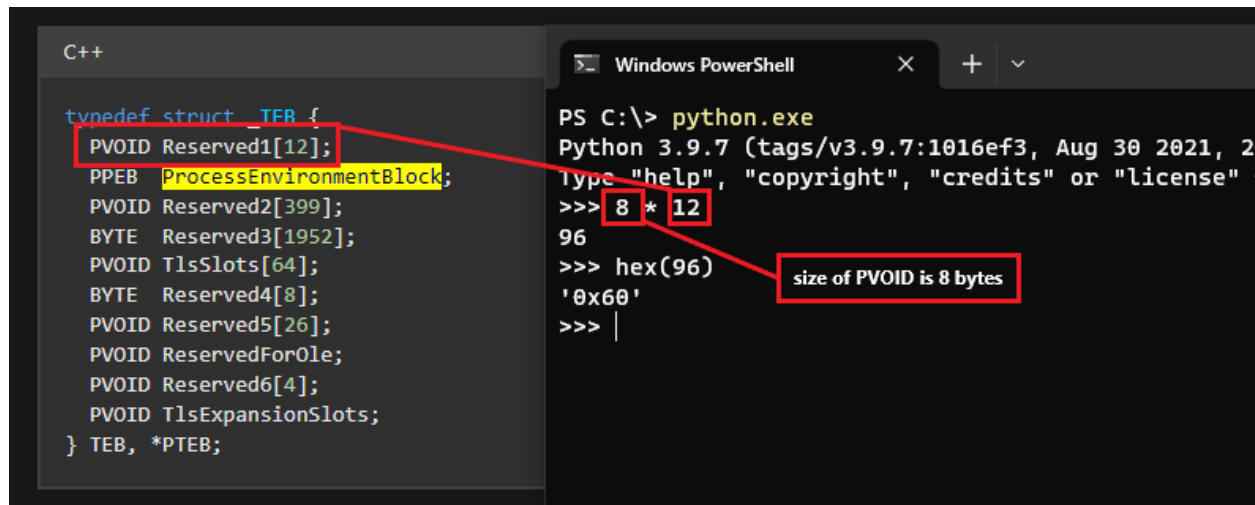 C++
typedef struct _TEB {
PVOID Reserved1[12];
PPEB ProcessEnvironmentBlock;
PVOID Reserved2[399];
BYTE Reserved3[1952];
PVOID TlsSlots[64];
BYTE Reserved4[8];
PVOID Reserved5[26];
PVOID ReservedForOle;
PVOID Reserved6[4];
PVOID TlsExpansionSlots;
} TEB, *PTEB;
Windows PowerShell
PS C:\> python.exe
Python 3.9.7 (tags/v3.9.7:1016ef3, Aug 30 2021, 2
Type "help", "copyright", "credits" or "license"
>>> 8 * 12
96
>>> hex(96)
'0x60'
>>>
size of PVOID is 8 bytes